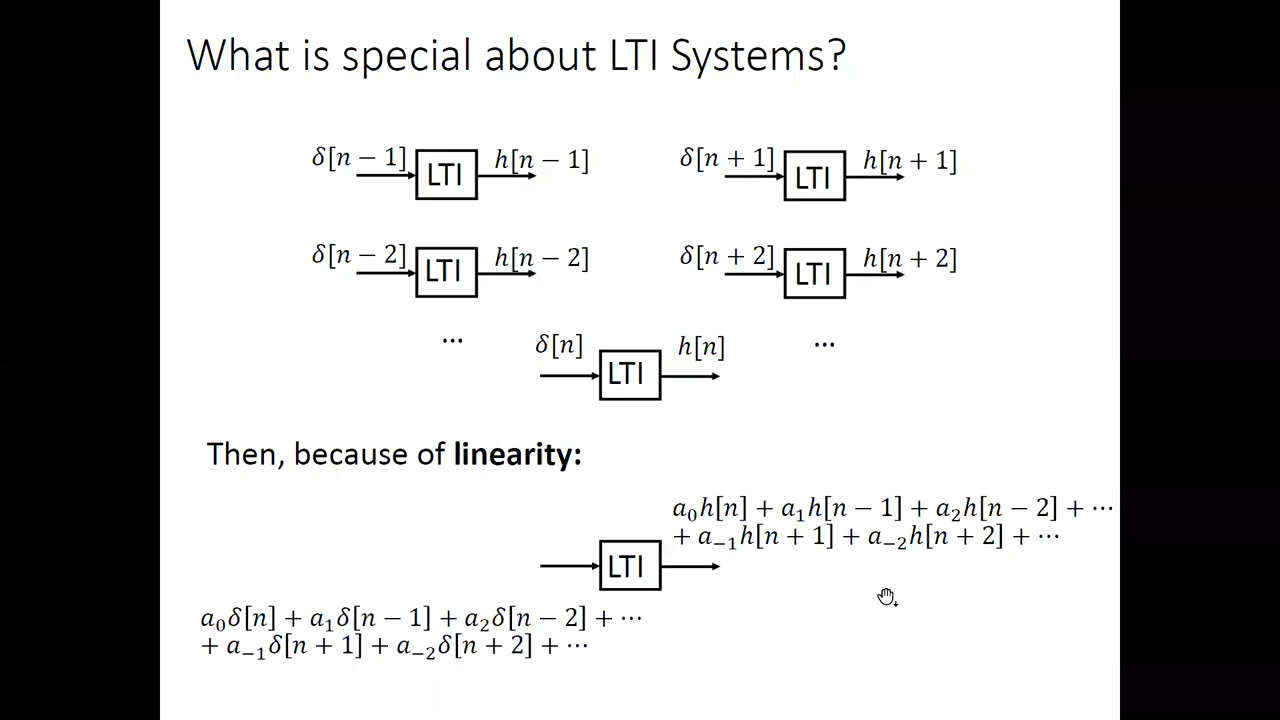 What is special about LTI Systems?
δ[n − 1] LTI h[n − 1]
δ[n + 1] LTI h[n + 1]
δ[n − 2] LTI h[n − 2]
δ[n + 2] LTI h[n + 2]
...
...
δ[n] LTI h[n]
Then, because of linearity:
a₀h[n] + a₁h[n − 1] + a₂h[n − 2] + ⋯
+ a₋₁h[n + 1] + a₋₂h[n + 2] + ⋯
LTI
a₀δ[n] + a₁δ[n − 1] + a₂δ[n − 2] + ⋯
+ a₋₁δ[n + 1] + a₋₂δ[n + 2] + ⋯